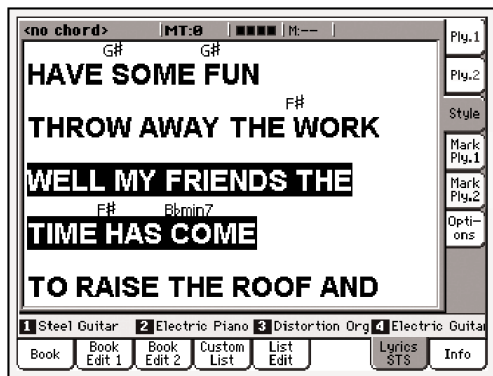 <no chord> MT:0 M:--
G# G#
HAVE SOME FUN
F#
THROW AWAY THE WORK
WELL MY FRIENDS THE
F# Bbmin7
TIME HAS COME
TO RAISE THE ROOF AND
Ply.1
Ply.2
Style
Mark
Ply.1
Mark
Ply.2
Opti-
ons
1 Steel Guitar 2 Electric Piano 3 Distortion Org 4 Electric Guita
Book Book Edit 1 Book Edit 2 Custom List List Edit Lyrics STS Info